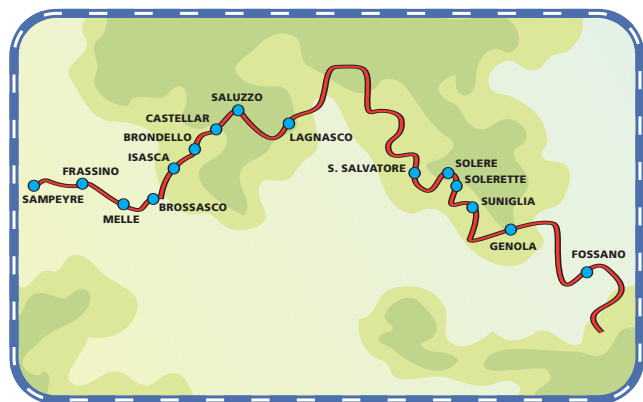 SALUZZO
CASTELLAR
BRONDELLO
ISASCA
LAGNASCO
FRASSINO
SAMPEYRE
MELLE
BROSSASCO
S. SALVATORE
SOLERE
SOLERETTE
SUNIGLIA
GENOLA
FOSSANO